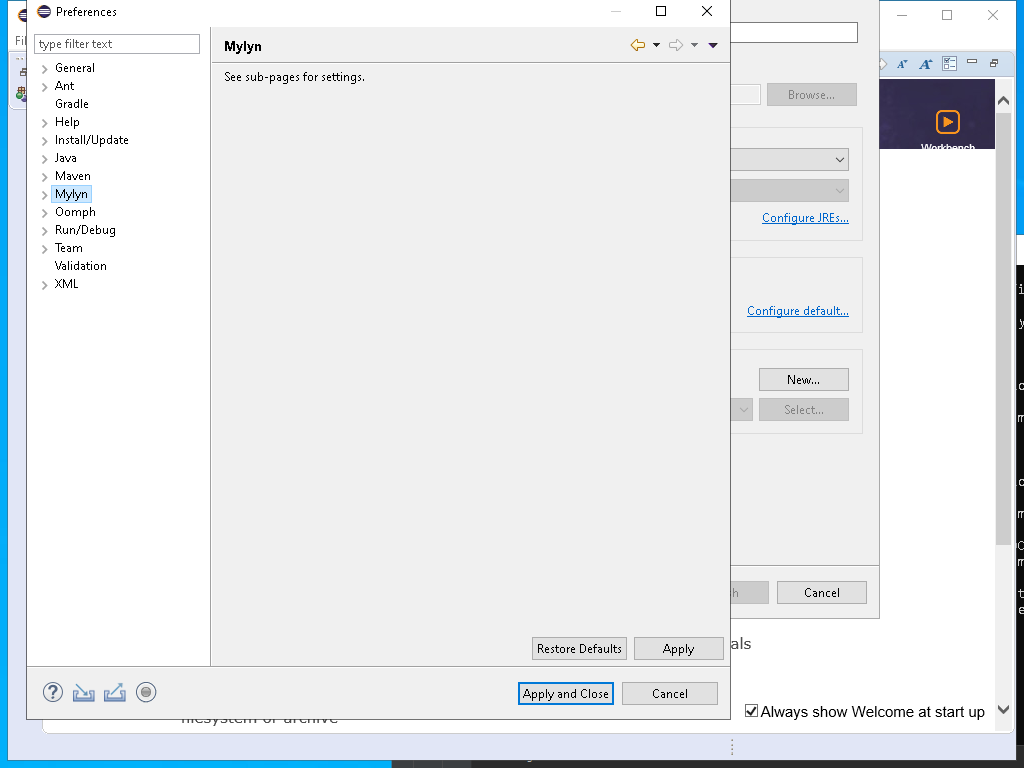 Preferences
Fil
type filter text
General
Ant
Gradle
Help
Install/Update
Java
Maven
Mylyn
Oomph
Run/Debug
Team
Validation
XML
Mylyn
See sub-pages for settings.
Restore Defaults
Apply
Apply and Close
Cancel
Browse...
Configure JREs...
Configure default...
New...
Select...
Cancel
Workbench
als
filesystem or archive
Always show Welcome at start up